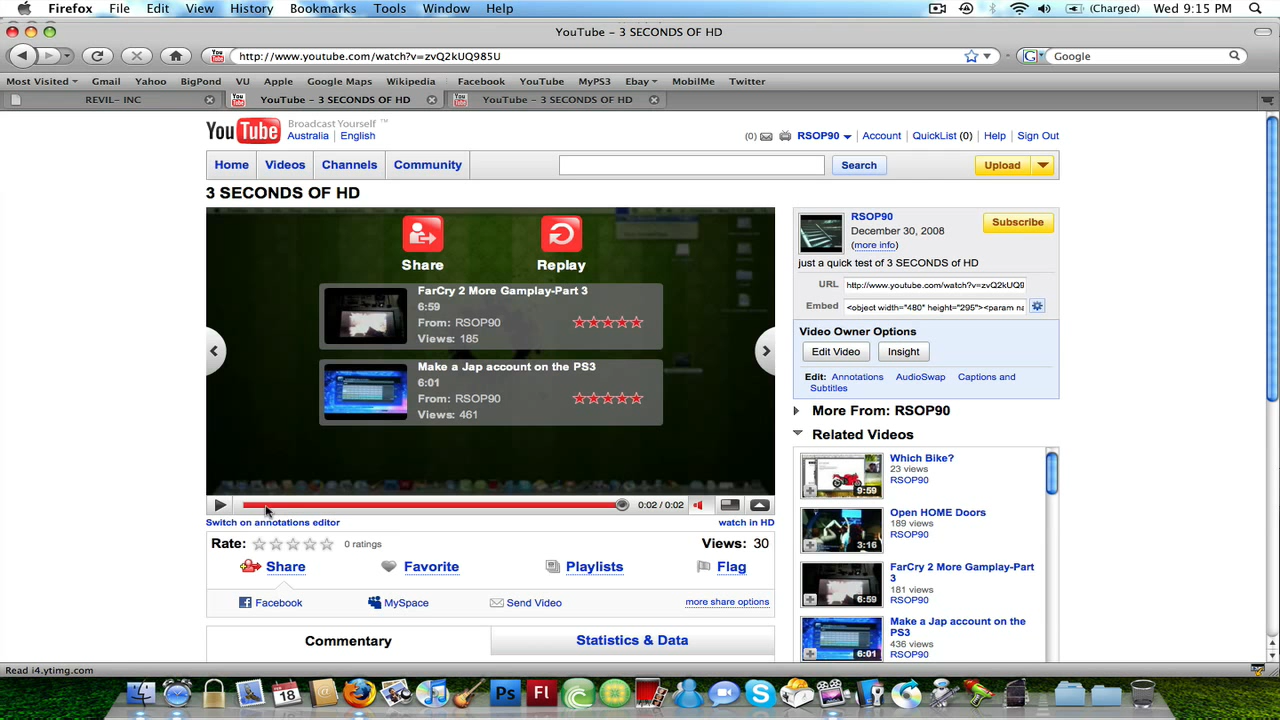 Firefox File Edit View History Bookmarks Tools Window Help (Charged) Wed 9:15 PM
YouTube - 3 SECONDS OF HD
http://www.youtube.com/watch?v=zvQ2kUQ985U
Google
Most Visited Gmail Yahoo BigPond VU Apple Google Maps Wikipedia Facebook YouTube MyPS3 Ebay MobilMe Twitter
REVIL- INC YouTube - 3 SECONDS OF HD YouTube - 3 SECONDS OF HD
YouTube Broadcast Yourself ™
Australia English
(0) RSOP90 Account QuickList (0) Help Sign Out
Home Videos Channels Community Search Upload
3 SECONDS OF HD
Share Replay
FarCry 2 More Gamplay-Part 3
6:59
From: RSOP90
Views: 185
Make a Jap account on the PS3
6:01
From: RSOP90
Views: 461
0:02 / 0:02
Switch on annotations editor watch in HD
Rate: 0 ratings Views: 30
Share Favorite Playlists Flag
Facebook MySpace Send Video more share options
Commentary Statistics & Data
RSOP90
December 30, 2008
(more info)
Subscribe
just a quick test of 3 SECONDS of HD
URL http://www.youtube.com/watch?v=zvQ2kUQ9
Embed <object width="480" height="295"><param na
Video Owner Options
Edit Video Insight
Edit: Annotations AudioSwap Captions and
Subtitles
More From: RSOP90
Related Videos
Which Bike?
23 views
RSOP90
9:59
Open HOME Doors
189 views
RSOP90
3:16
FarCry 2 More Gamplay-Part
3
181 views
RSOP90
6:59
Make a Jap account on the
PS3
436 views
RSOP90
6:01
Read i4.ytimg.com
18
Ps Fl